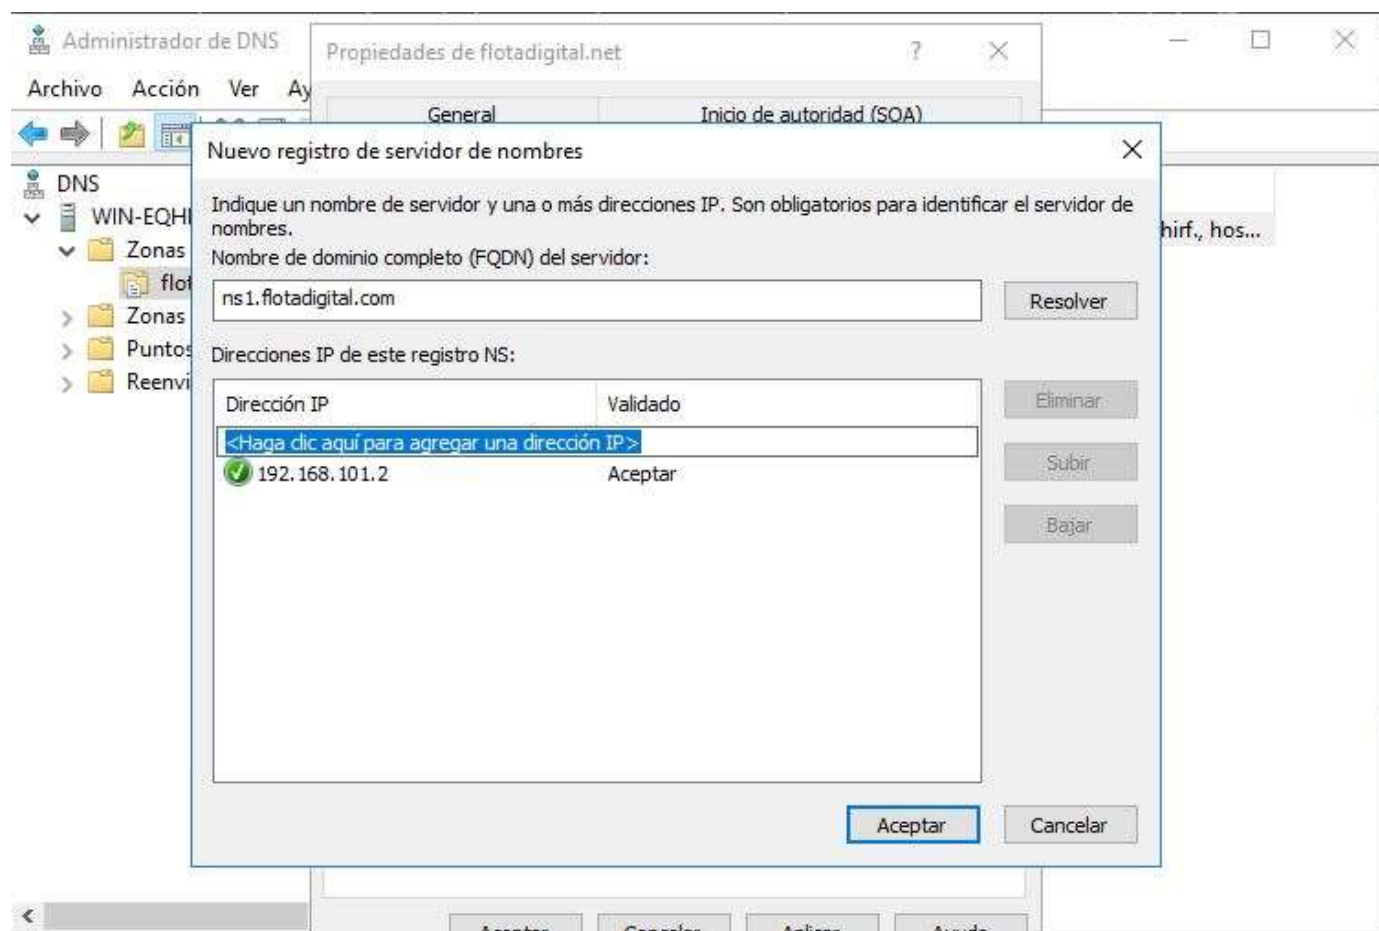 Administrador de DNS
Propiedades de flotadigital.net
?
Archivo Acción Ver Ay
General Inicio de autoridad (SOA)
Nuevo registro de servidor de nombres
DNS
WIN-EQHI
Zonas
flot
Zonas
Puntos
Reenvi
Indique un nombre de servidor y una o más direcciones IP. Son obligatorios para identificar el servidor de
nombres.
hirf., hos...
Nombre de dominio completo (FQDN) del servidor:
ns1.flotadigital.com
Resolver
Direcciones IP de este registro NS:
Dirección IP Validado
Eliminar
<Haga clic aquí para agregar una dirección IP>
192.168.101.2 Aceptar
Subir
Bajar
Aceptar Cancelar
Aceptar Cancelar Aplicar Ayuda